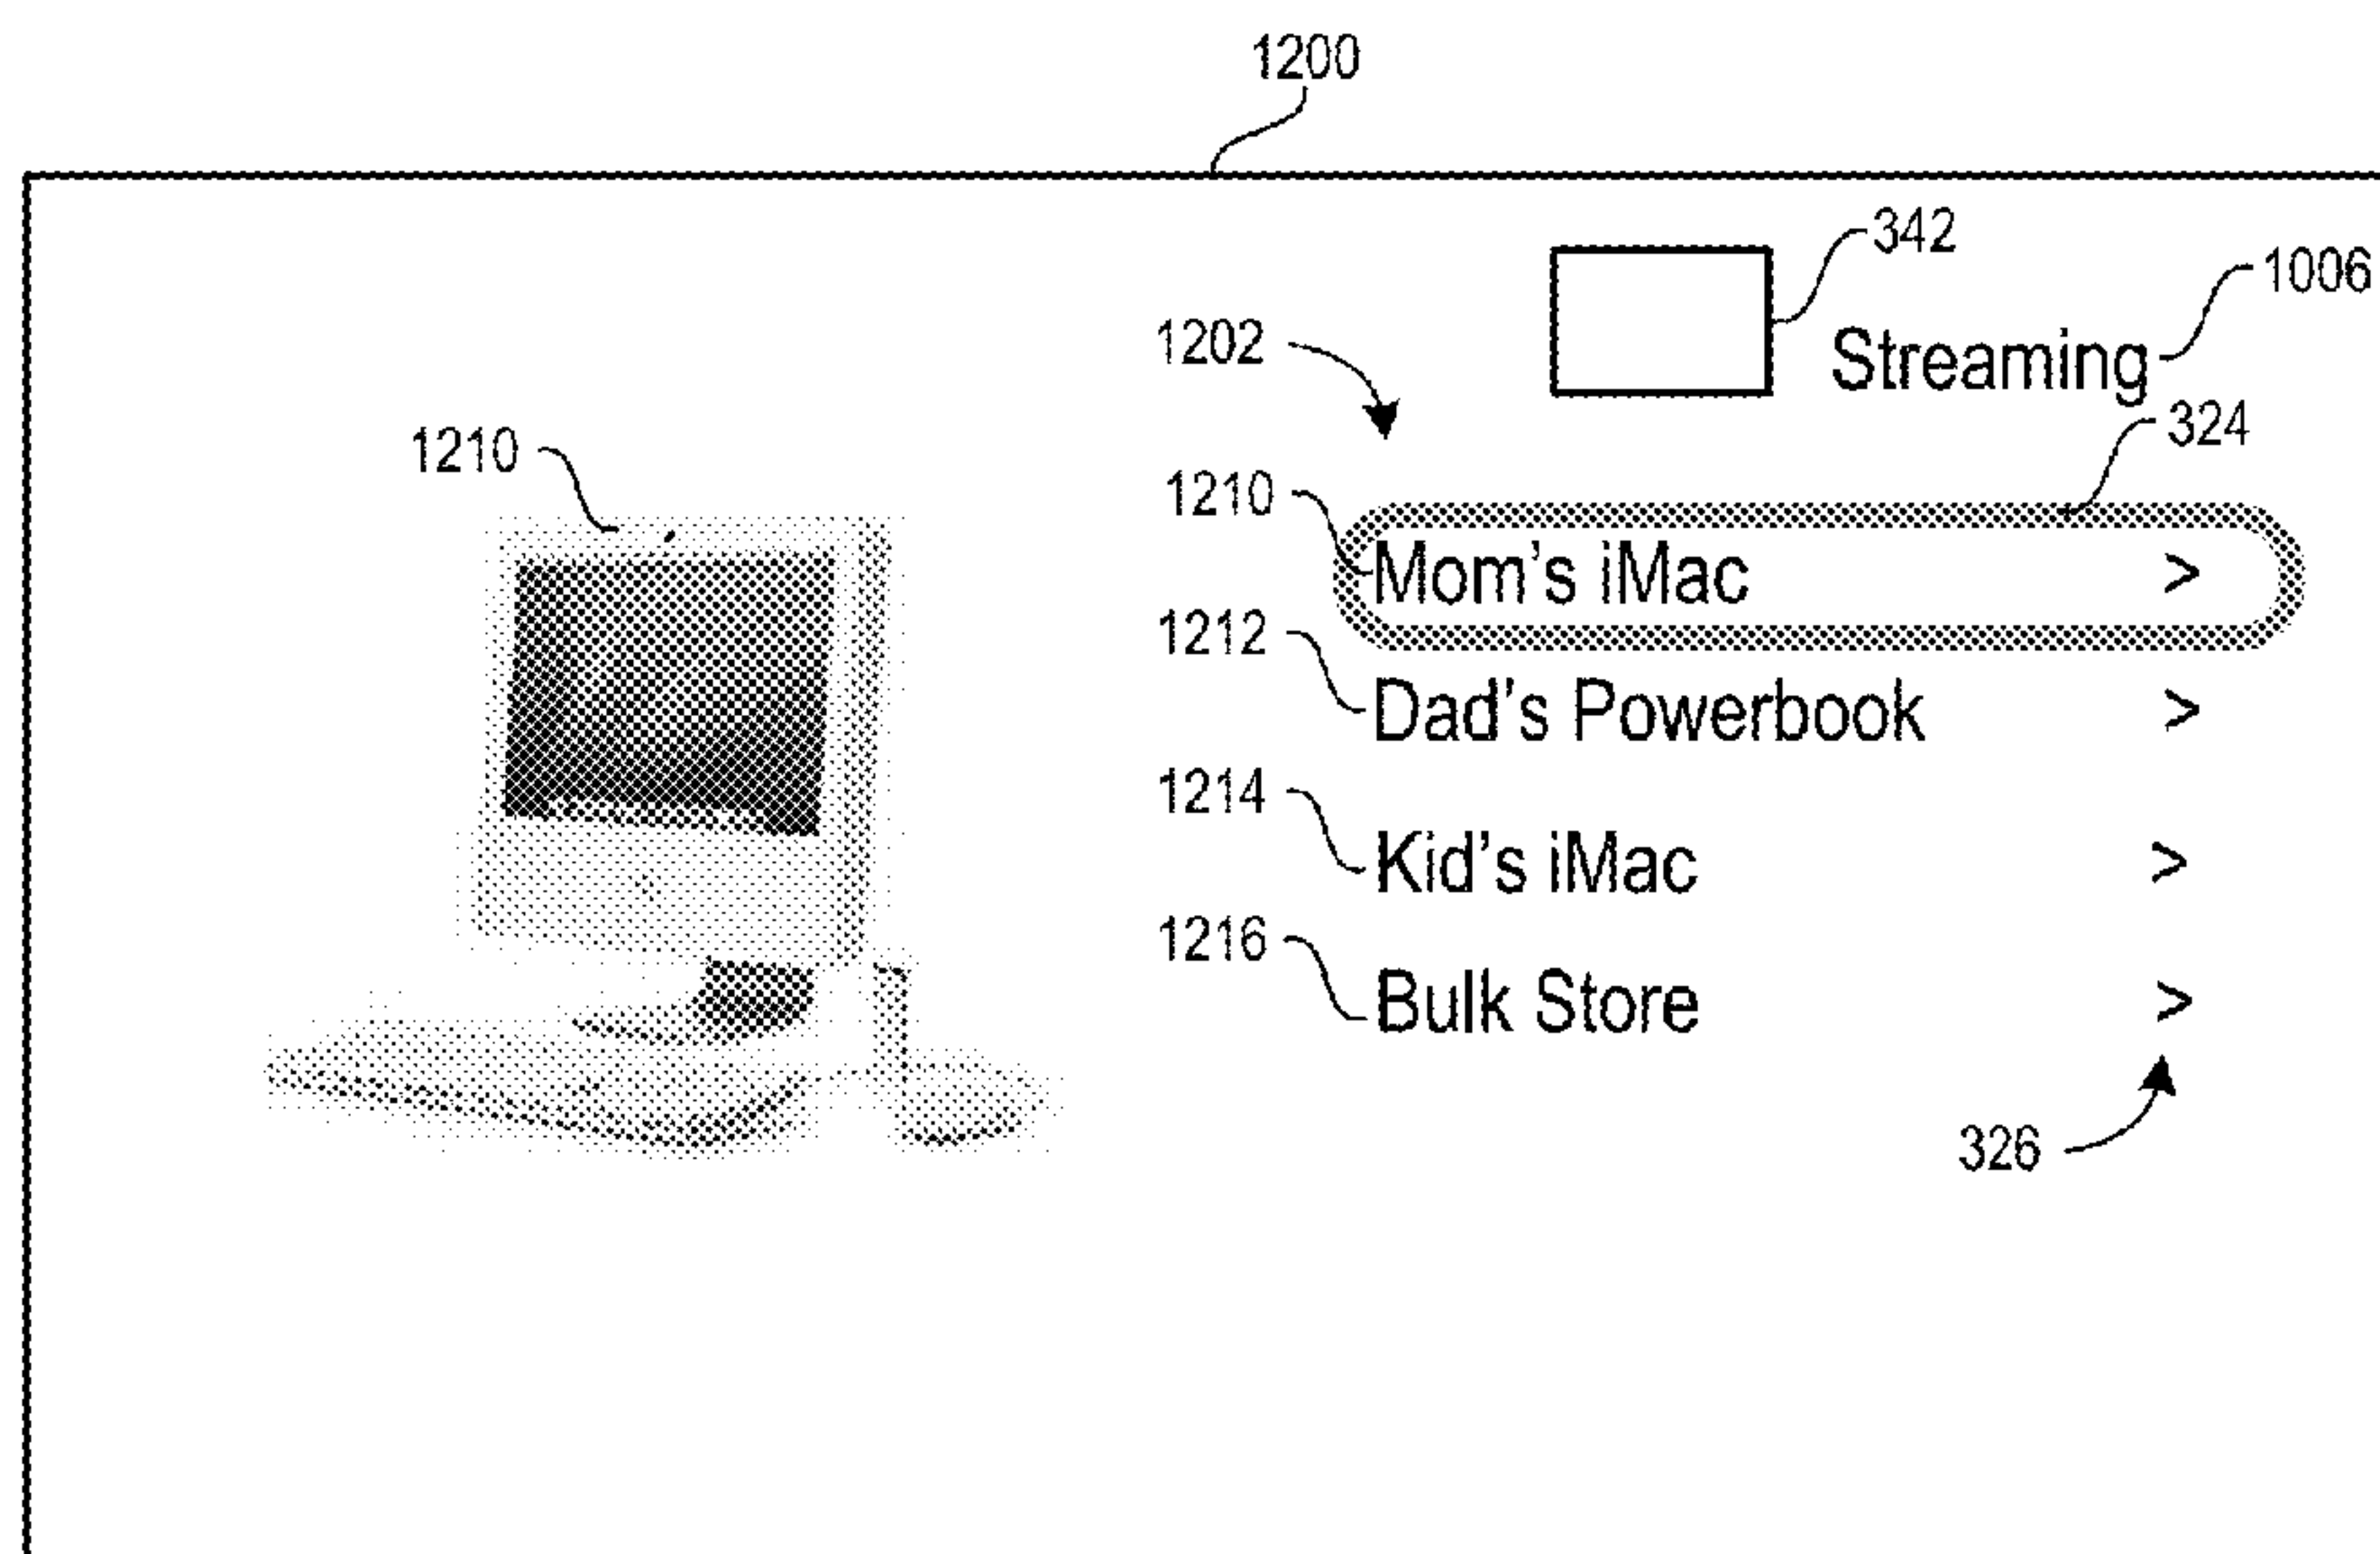 1200
342
1006
1202
Streaming
324
1210
1210
Mom's iMac >
1212
Dad's Powerbook >
1214
Kid's iMac >
1216
Bulk Store >
326